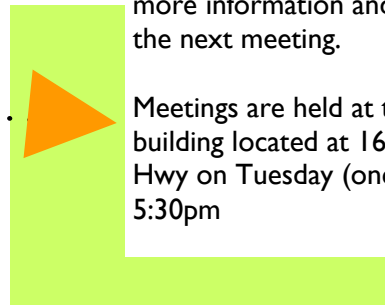 more information and
the next meeting.
Meetings are held at
building located at 16
Hwy on Tuesday
5:30pm